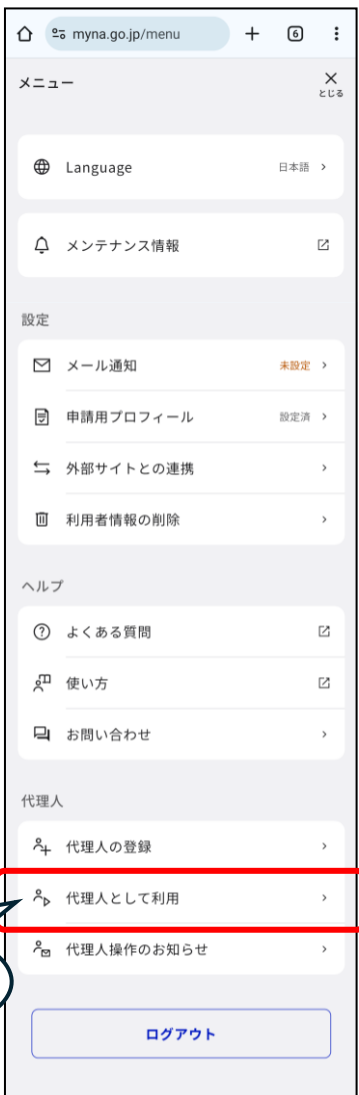 myna.go.jp/menu
6
メニュー
とじる
Language 日本語
メンテナンス情報
設定
メール通知 未設定
申請用プロフィール 設定済
外部サイトとの連携
利用者情報の削除
ヘルプ
よくある質問
使い方
お問い合わせ
代理人
代理人の登録
代理人として利用
代理人操作のお知らせ
ログアウト